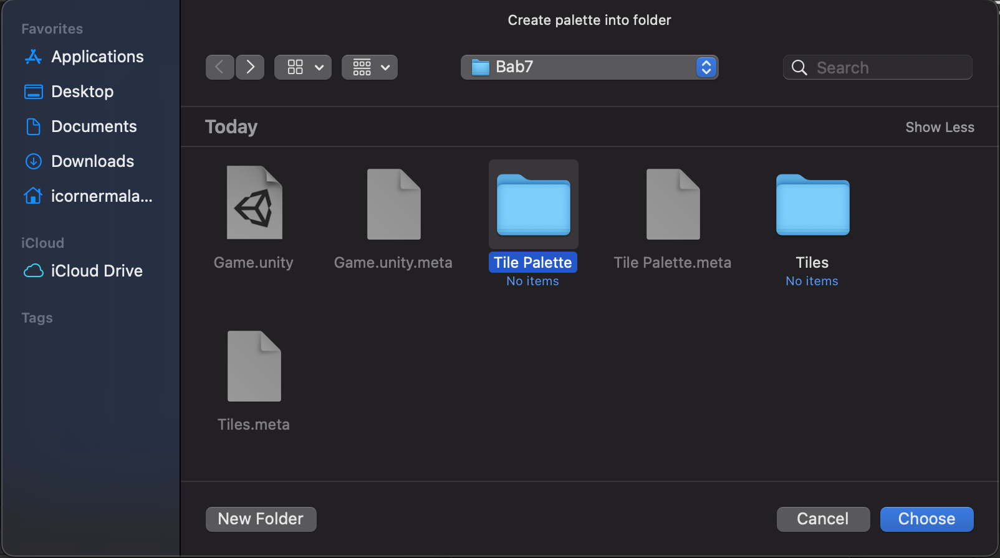 Create palette into folder
Favorites
Applications
Desktop
Documents
Downloads
icornermala...
iCloud
iCloud Drive
Tags
Bab7
Search
Today
Show Less
Game.unity
Game.unity.meta
Tile Palette
No items
Tile Palette.meta
Tiles
No items
Tiles.meta
New Folder
Cancel
Choose